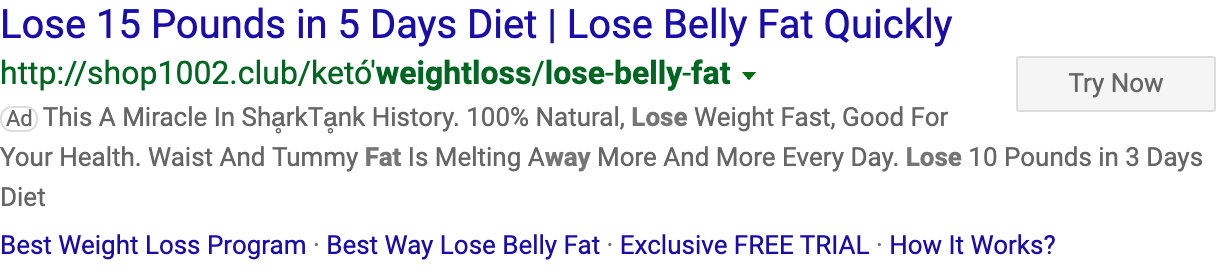 Lose 15 Pounds in 5 Days Diet | Lose Belly Fat Quickly
http://shop1002.club/ketó'weightloss/lose-belly-fat
Try Now
Ad This A Miracle In Shḁrk​Tḁnk History. 100% Natural, Lose Weight Fast, Good For
Your Health. Waist And Tummy Fat Is Melting Away More And More Every Day. Lose 10 Pounds in 3 Days
Diet
Best Weight Loss Program · Best Way Lose Belly Fat · Exclusive FREE TRIAL · How It Works?